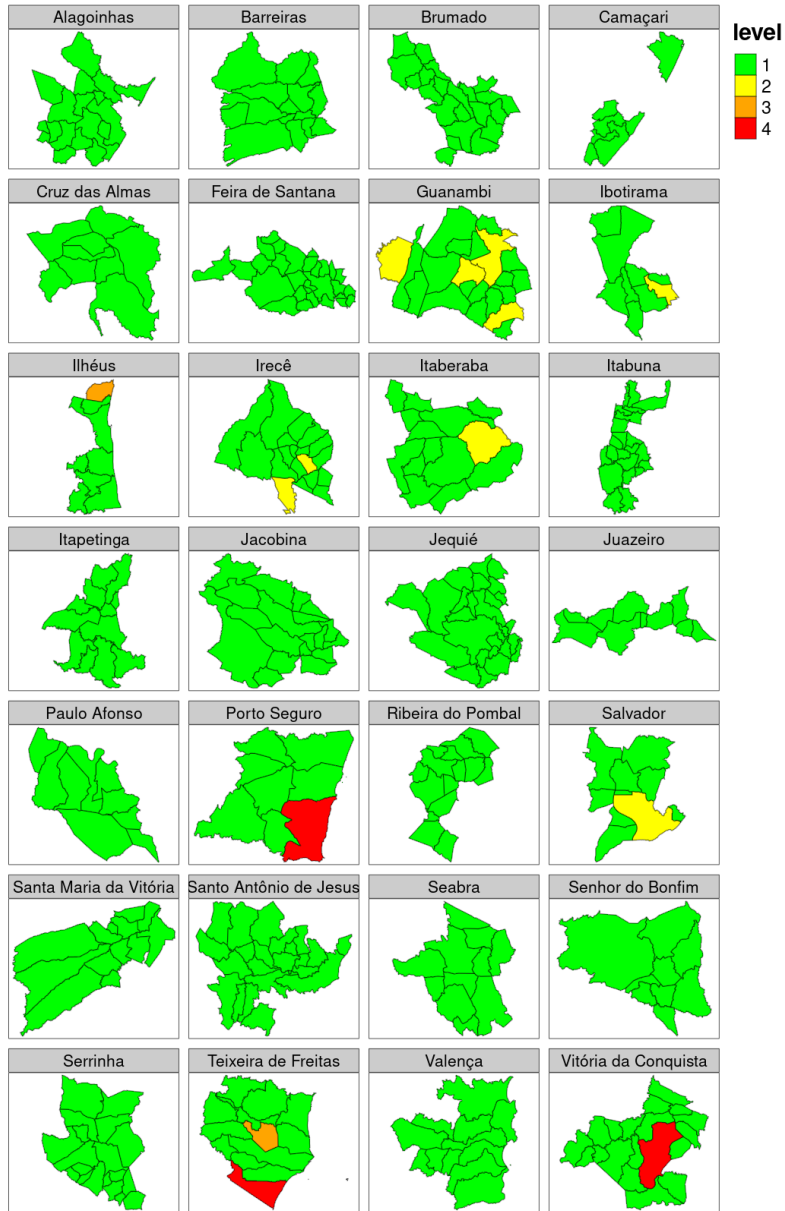 Alagoinhas
Barreiras
Brumado
Camaçari
level
1
2
3
4
Cruz das Almas
Feira de Santana
Guanambi
Ibotirama
Ilhéus
Irecê
Itaberaba
Itabuna
Itapetinga
Jacobina
Jequié
Juazeiro
Paulo Afonso
Porto Seguro
Ribeira do Pombal
Salvador
Santa Maria da Vitória
Santo Antônio de Jesus
Seabra
Senhor do Bonfim
Serrinha
Teixeira de Freitas
Valença
Vitória da Conquista